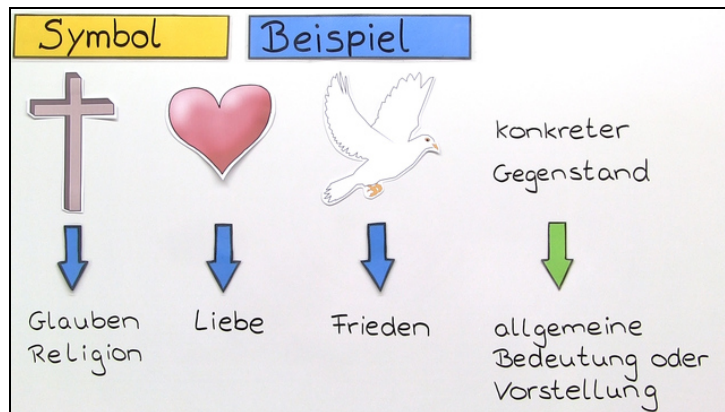 Symbol
Beispiel
konkreter
Gegenstand
Glauben
Religion
Liebe
Frieden
allgemeine
Bedeutung oder
Vorstellung